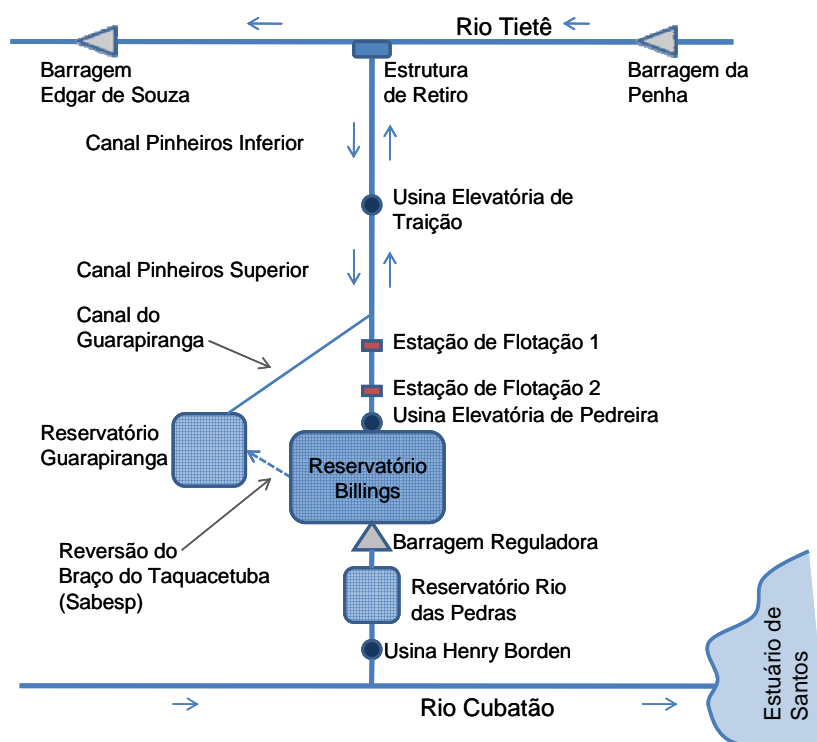 Rio Tietê
Barragem
Edgar de Souza
Estrutura
de Retiro
Barragem da
Penha
Canal Pinheiros Inferior
Usina Elevatória de
Traição
Canal Pinheiros Superior
Canal do
Guarapiranga
Estação de Flotação 1
Estação de Flotação 2
Usina Elevatória de Pedreira
Reservatório
Guarapiranga
Reservatório
Billings
Reversão do
Braço do Taquacetuba
(Sabesp)
Barragem Reguladora
Reservatório Rio
das Pedras
Usina Henry Borden
Rio Cubatão
Estuário de
Santos